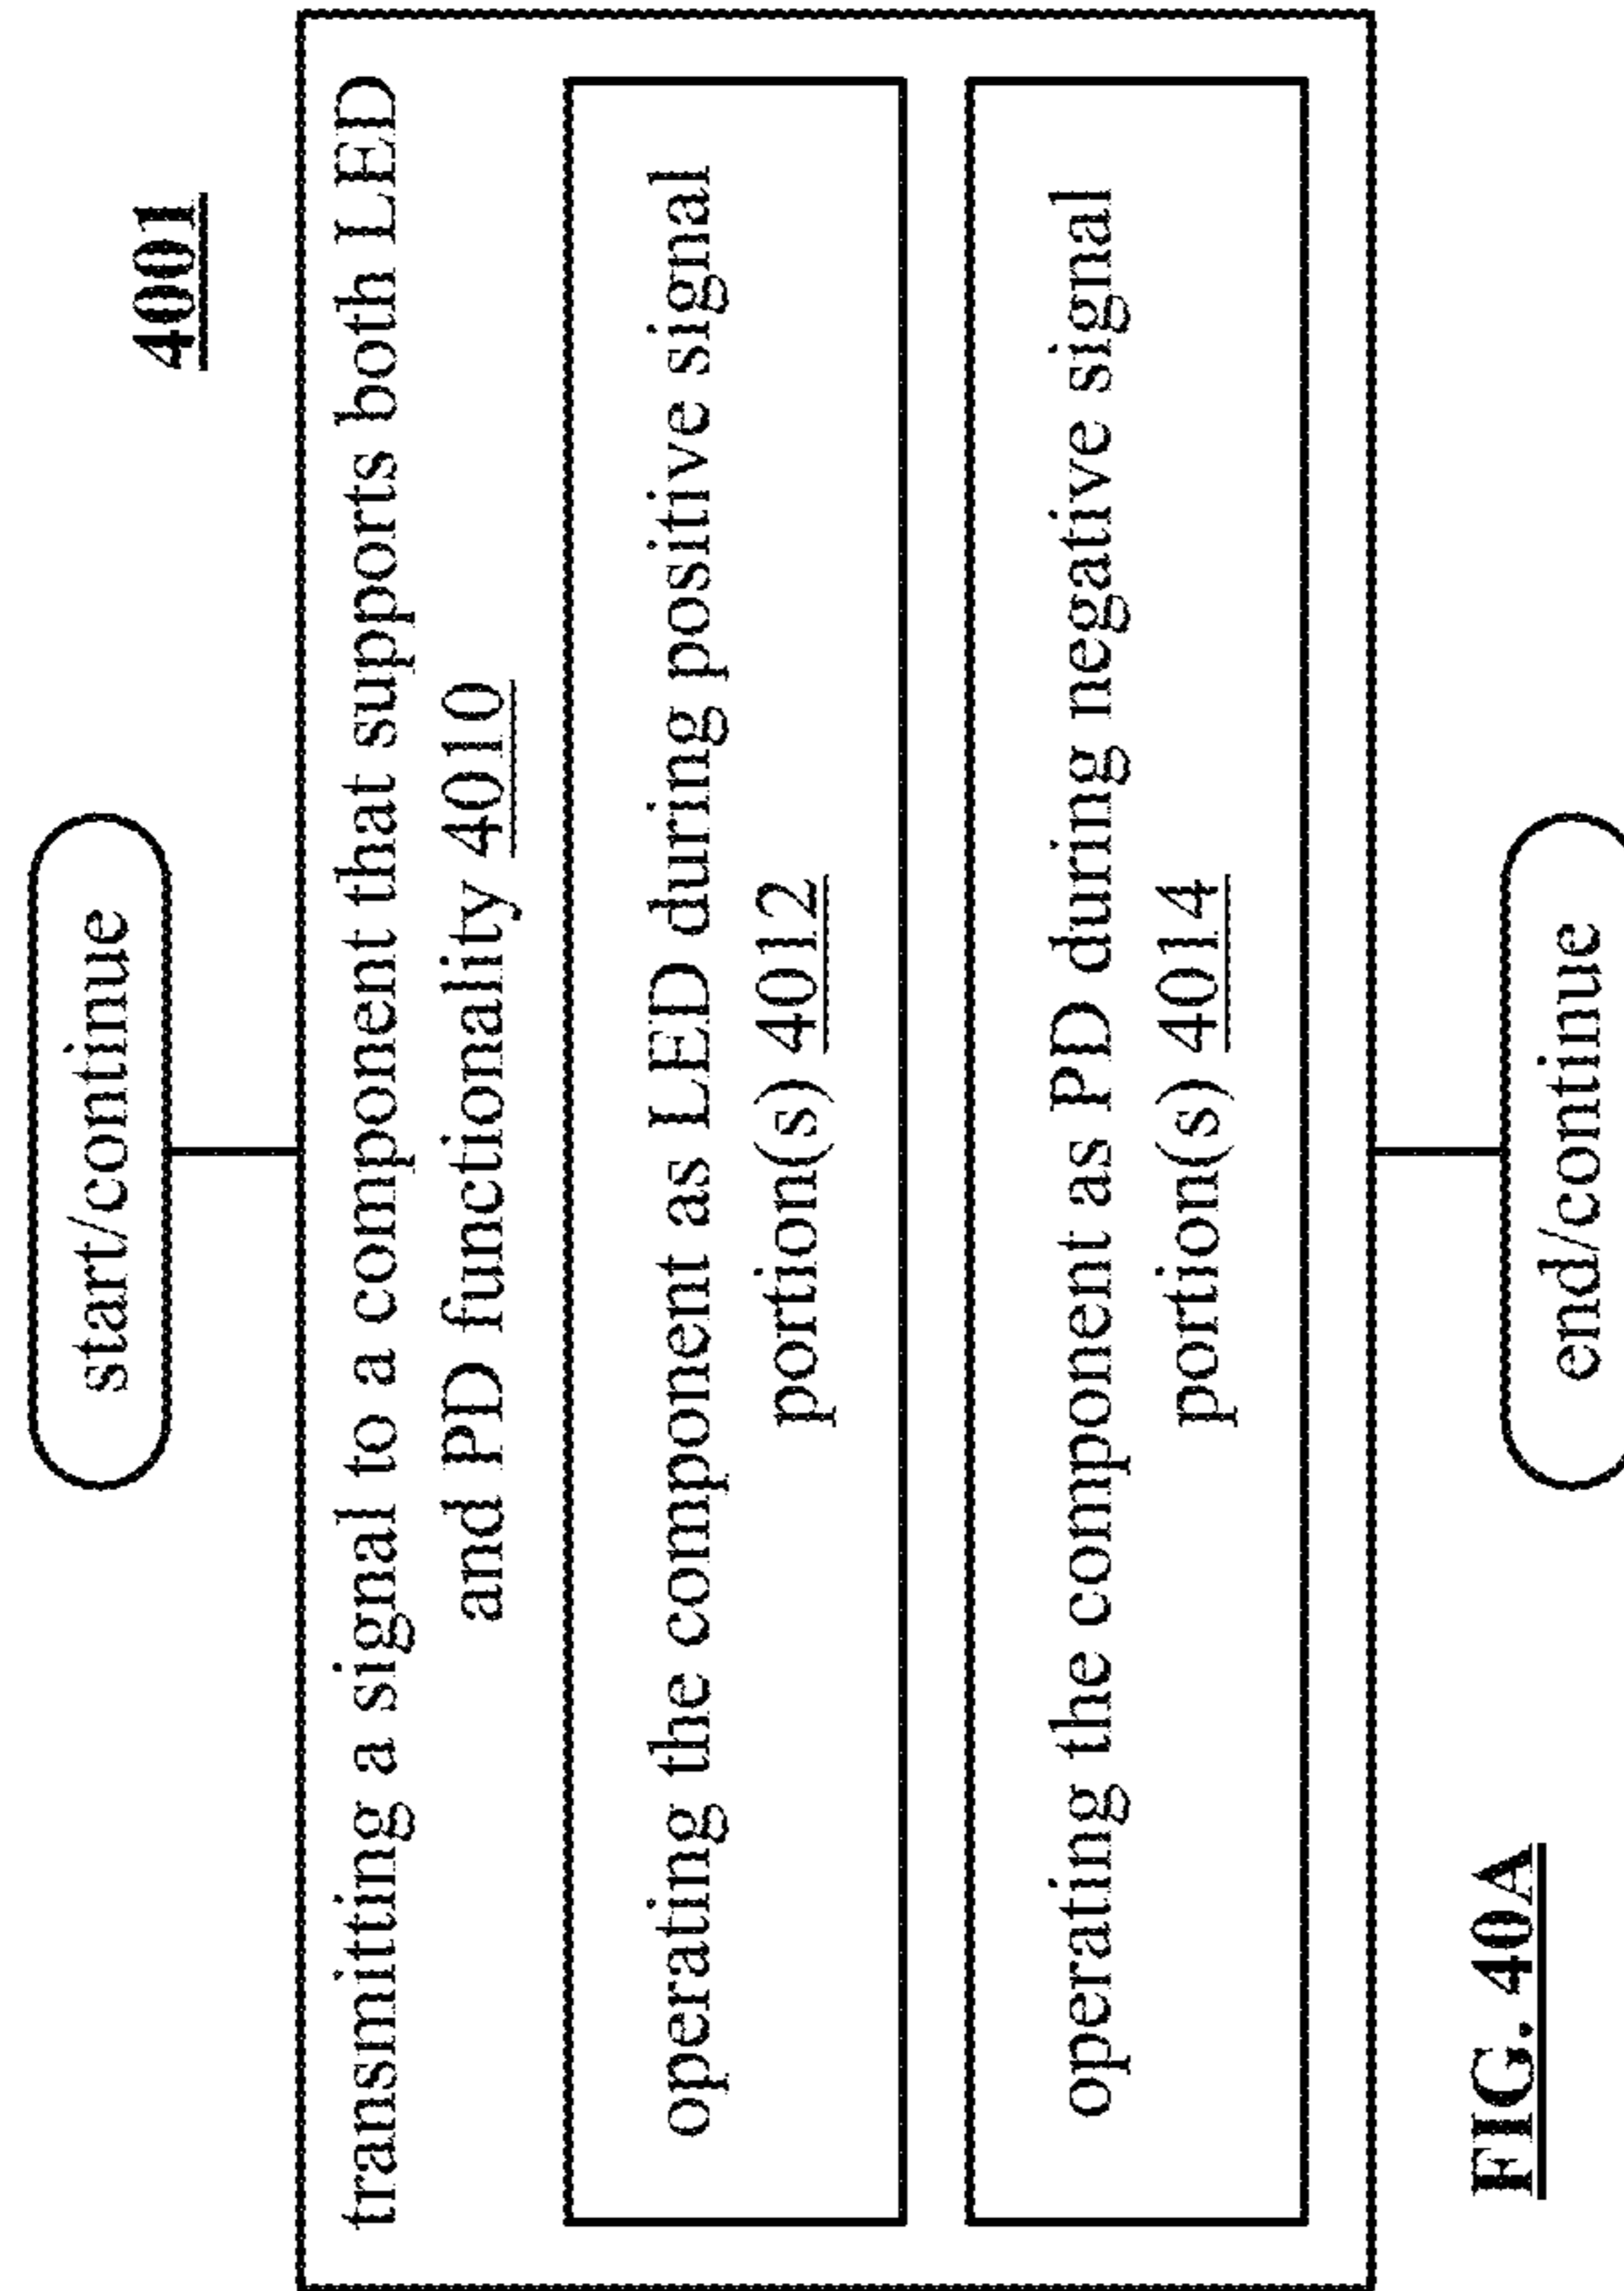 4001
start/continue
transmitting a signal to a component that supports both LED
and PD functionality 4010
operating the component as LED during positive signal
portion(s) 4012
operating the component as PD during negative signal
portion(s) 4014
end/continue
FIG. 40A